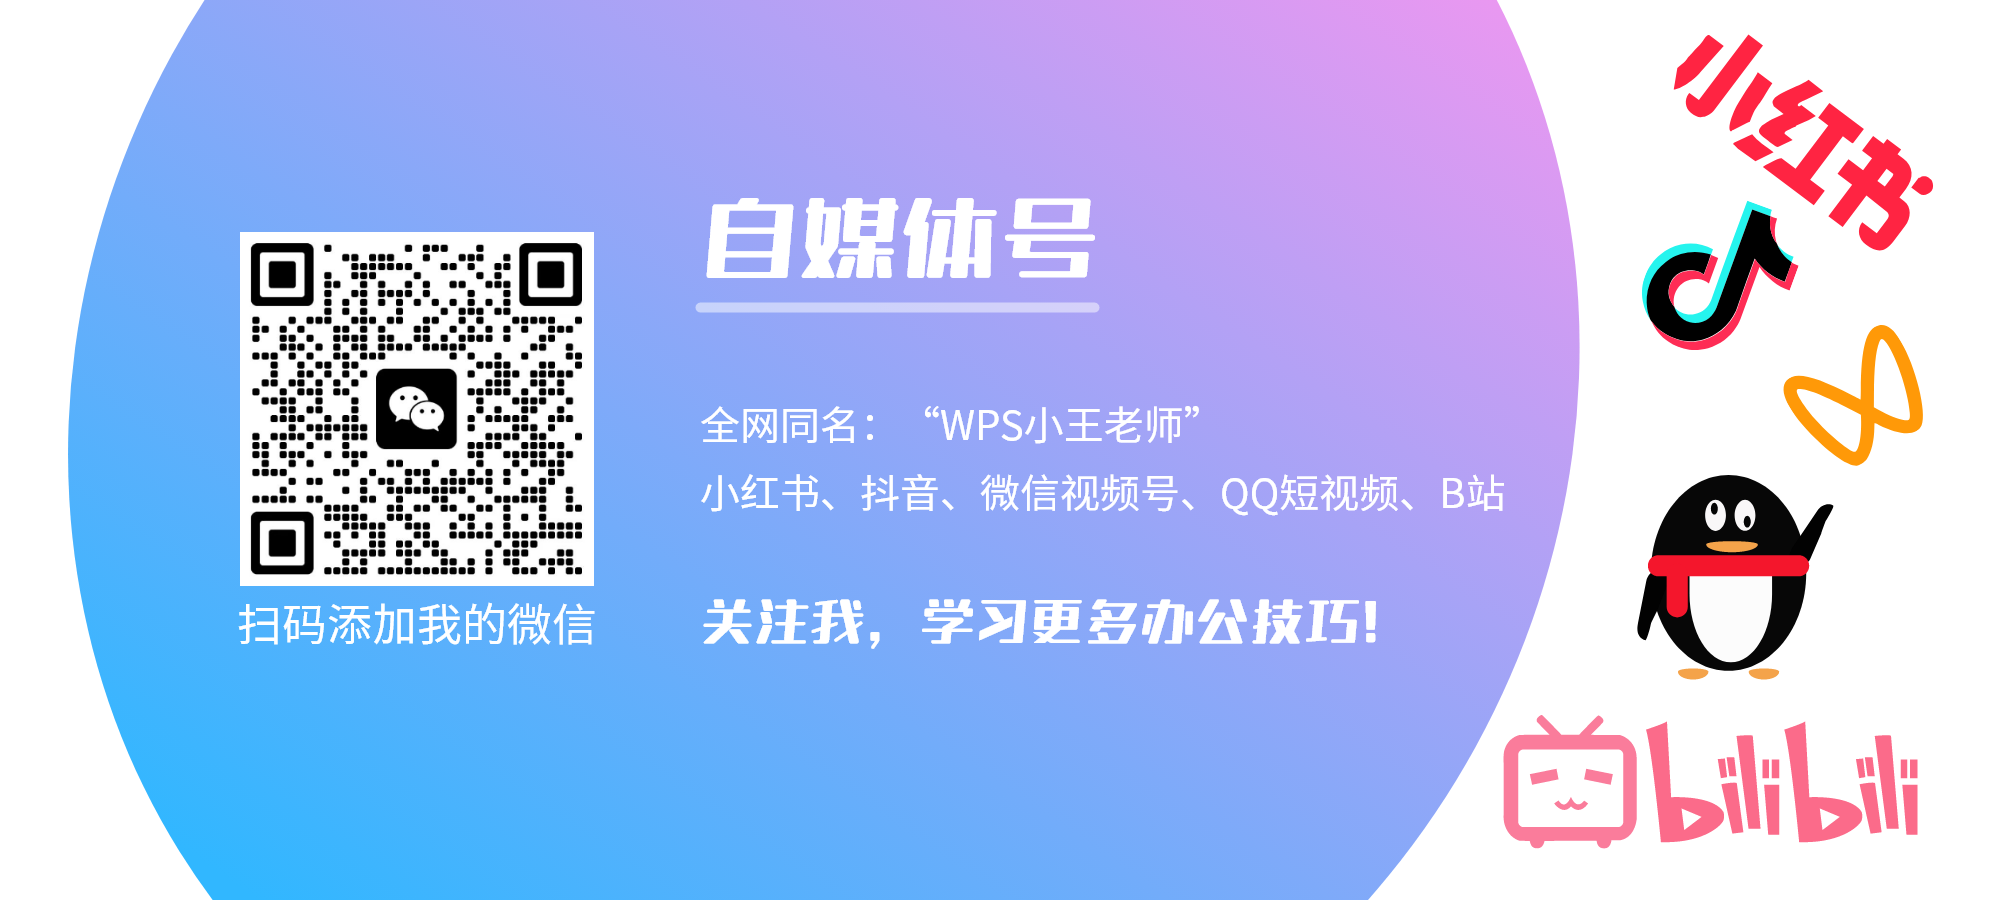 自媒体号
全网同名：“WPS小王老师”
小红书、抖音、微信视频号、QQ短视频、B站
关注我，学习更多办公技巧!
扫码添加我的微信
小红书
bilibili